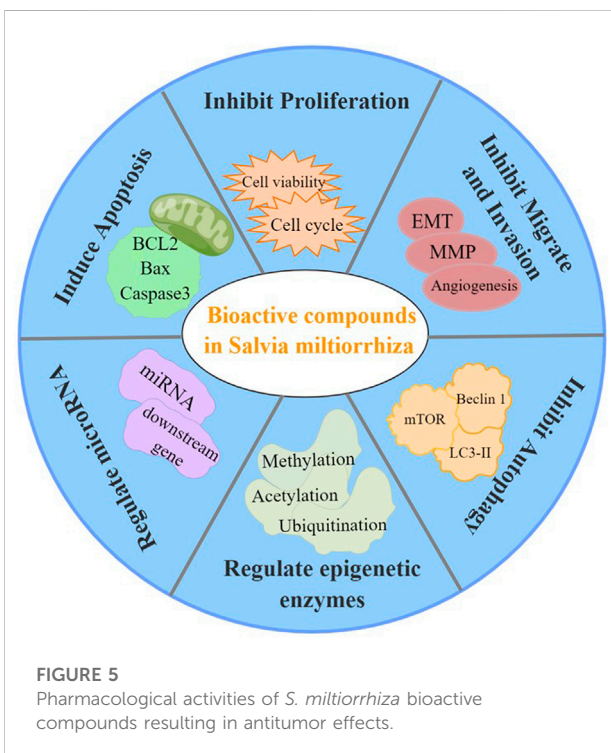 Inhibit Proliferation
Cell viability
Cell cycle
Inhibit Migrate
and Invasion
EMT
MMP
Angiogenesis
Inhibit Autophagy
Beclin 1
mTOR
LC3-II
Regulate epigenetic
enzymes
Methylation
Acetylation
Ubiquitination
Regulate microRNA
miRNA
downstream
gene
Induce Apoptosis
BCL2
Bax
Caspase3
Bioactive compounds
in Salvia miltiorrhiza
FIGURE 5
Pharmacological activities of S. miltiorrhiza bioactive
compounds resulting in antitumor effects.